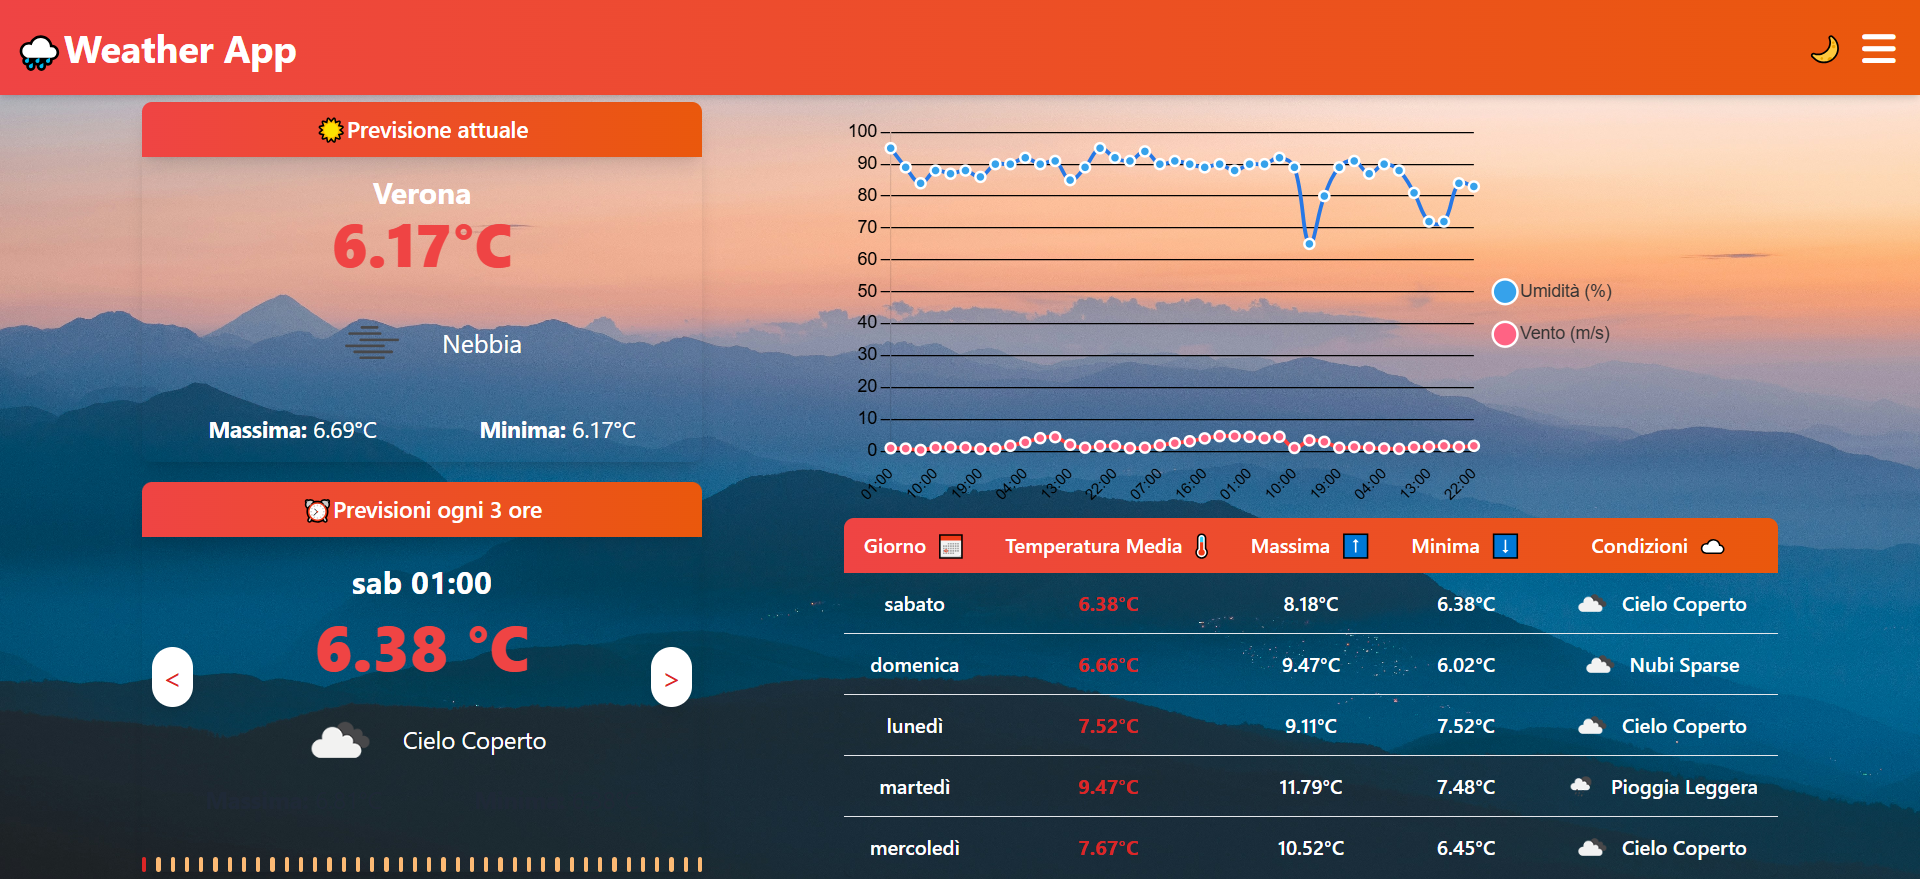 Weather App
Previsione attuale
Verona
6.17°C
Nebbia
Massima: 6.69°C Minima: 6.17°C
Previsioni ogni 3 ore
sab 01:00
6.38 °C
< >
Cielo Coperto
100
90
80
70
60
50
40
30
20
10
0
01:00 10:00 19:00 04:00 13:00 22:00 07:00 16:00 01:00 10:00 19:00 04:00 13:00 22:00
Umidità (%)
Vento (m/s)
Giorno Temperatura Media Massima ↑ Minima ↓ Condizioni
sabato 6.38°C 8.18°C 6.38°C Cielo Coperto
domenica 6.66°C 9.47°C 6.02°C Nubi Sparse
lunedì 7.52°C 9.11°C 7.52°C Cielo Coperto
martedì 9.47°C 11.79°C 7.48°C Pioggia Leggera
mercoledì 7.67°C 10.52°C 6.45°C Cielo Coperto